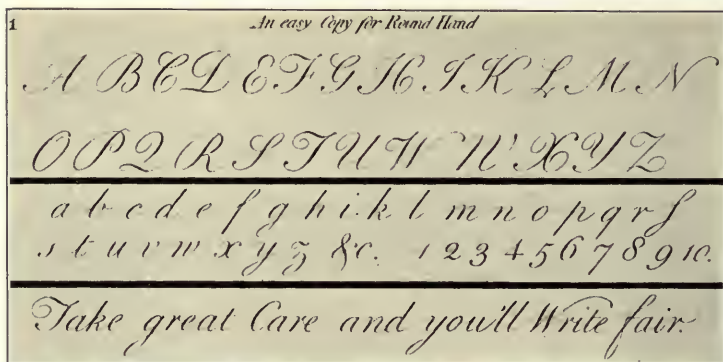 1 An easy Copy for Round Hand
A B C D E F G H I K L M N
O P Q R S T U W W X Y Z
a b c d e f g h i k l m n o p q r ſ
s t u v w x y z &c. 1 2 3 4 5 6 7 8 9 10.
Take great Care and you'll Write fair.